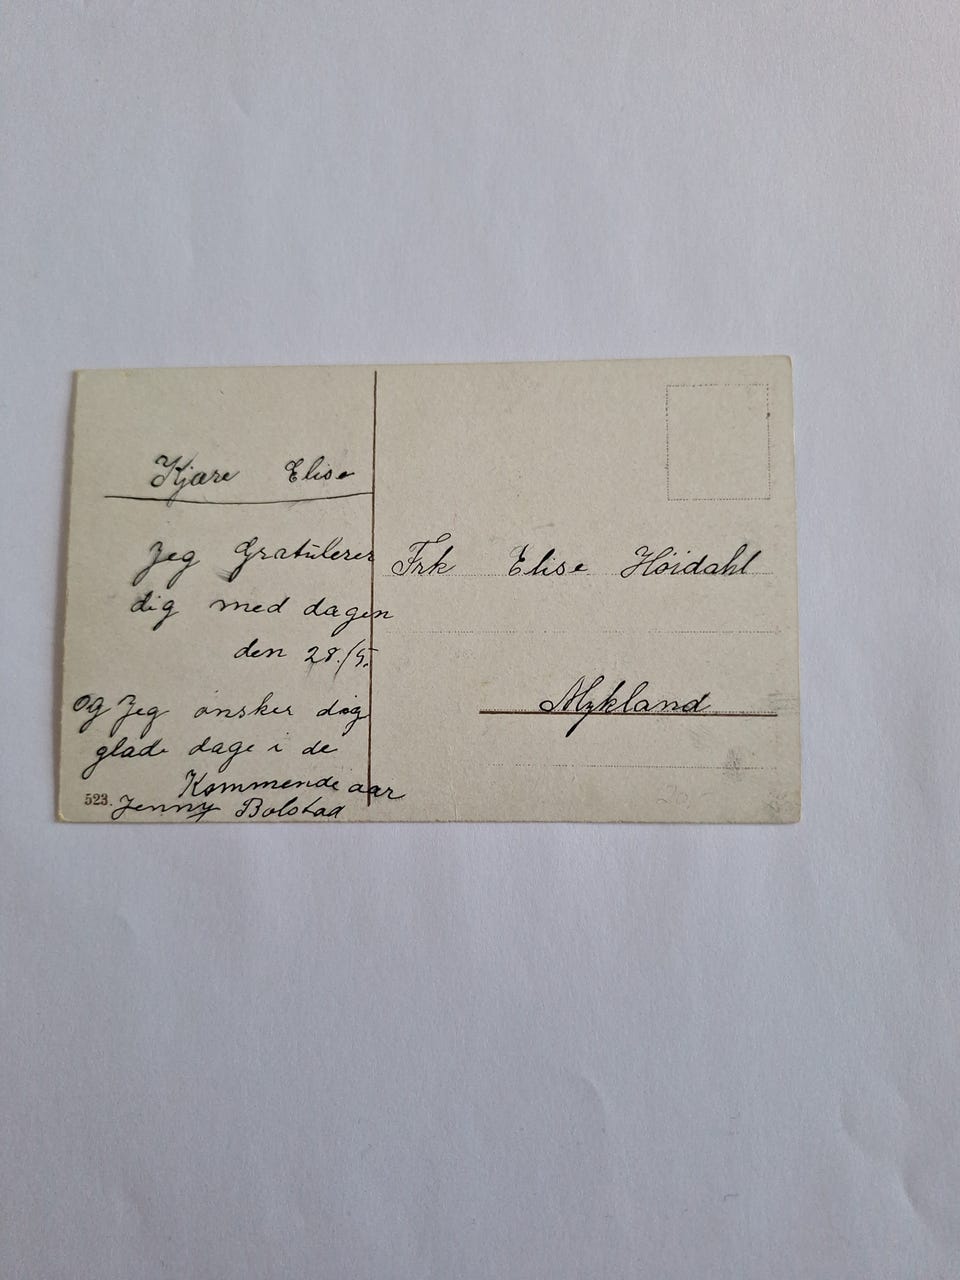 Kjære Elise
Jeg Gratulerer
dig med dagen
den 28./5.
og Jeg ønsker dig
glade dage i de
Kommende aar
Jenny Bolstad
523.
Frk Elise Höidahl
Mykland